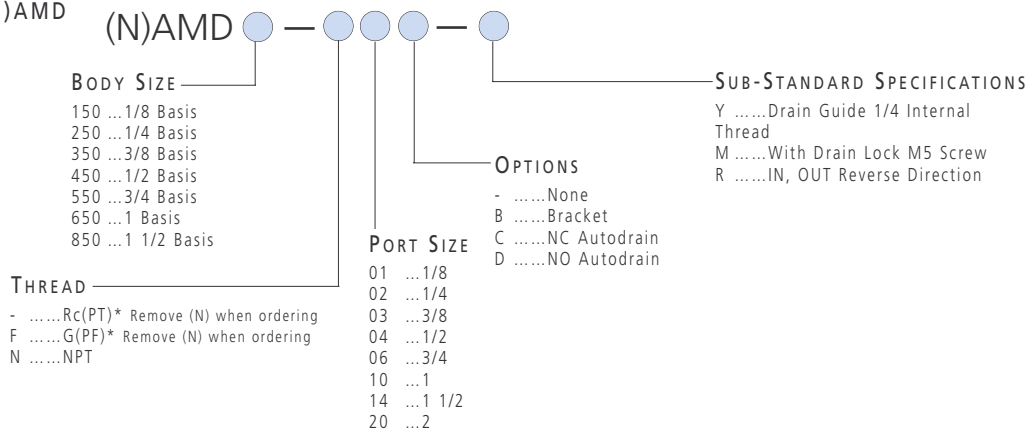 )AMD
(N)AMD — —
BODY SIZE
150 ...1/8 Basis
250 ...1/4 Basis
350 ...3/8 Basis
450 ...1/2 Basis
550 ...3/4 Basis
650 ...1 Basis
850 ...1 1/2 Basis
THREAD
- ......Rc(PT)* Remove (N) when ordering
F ......G(PF)* Remove (N) when ordering
N ......NPT
PORT SIZE
01 ...1/8
02 ...1/4
03 ...3/8
04 ...1/2
06 ...3/4
10 ...1
14 ...1 1/2
20 ...2
OPTIONS
- ......None
B ......Bracket
C ......NC Autodrain
D ......NO Autodrain
SUB-STANDARD SPECIFICATIONS
Y ......Drain Guide 1/4 Internal
Thread
M ......With Drain Lock M5 Screw
R ......IN, OUT Reverse Direction